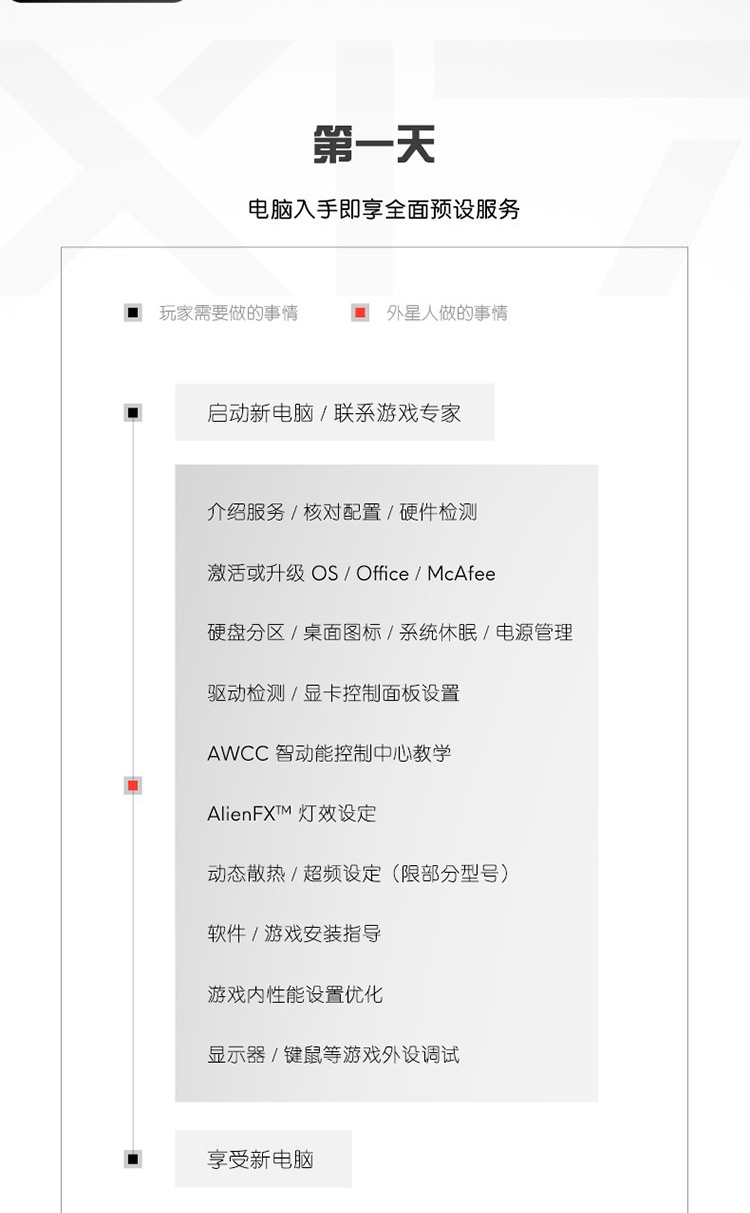 第一天
电脑入手即享全面预设服务
玩家需要做的事情 外星人做的事情
启动新电脑 / 联系游戏专家
介绍服务 / 核对配置 / 硬件检测
激活或升级 OS / Office / McAfee
硬盘分区 / 桌面图标 / 系统休眠 / 电源管理
驱动检测 / 显卡控制面板设置
AWCC 智动能控制中心教学
AlienFX™ 灯效设定
动态散热 / 超频设定（限部分型号）
软件 / 游戏安装指导
游戏内性能设置优化
显示器 / 键鼠等游戏外设调试
享受新电脑